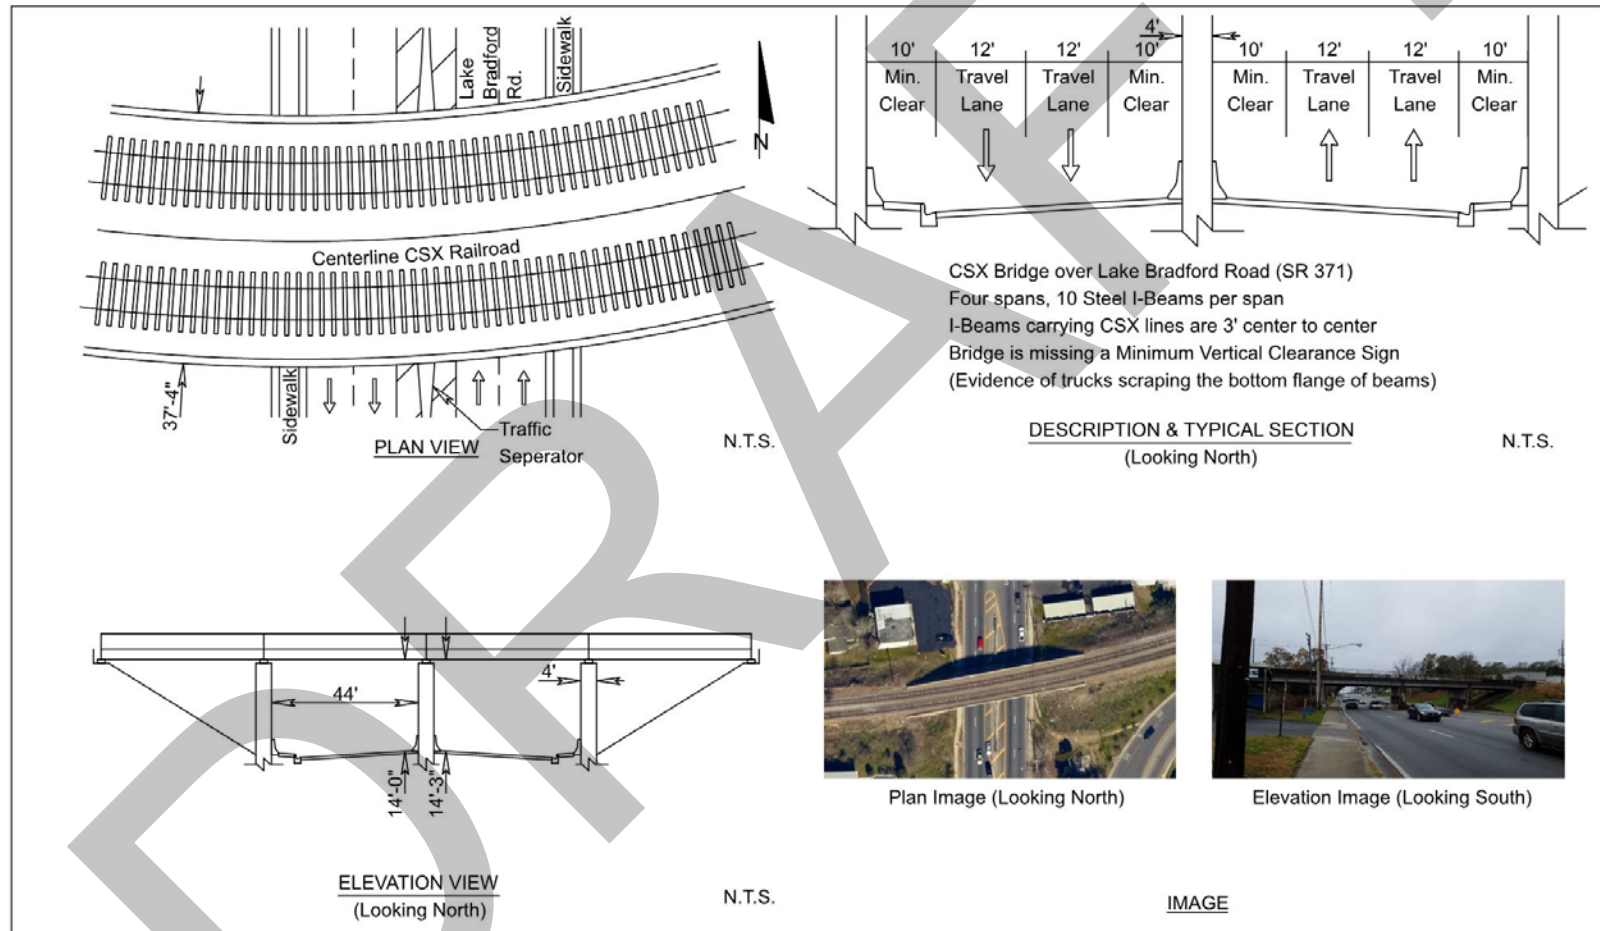 Lake
Bradford
Rd.
Sidewalk
N
Centerline CSX Railroad
37'-4"
Sidewalk
Traffic
Seperator
PLAN VIEW
N.T.S.
4'
10'
12'
12'
10'
10'
12'
12'
10'
Min.
Travel
Travel
Min.
Min.
Travel
Travel
Min.
Clear
Lane
Lane
Clear
Clear
Lane
Lane
Clear
CSX Bridge over Lake Bradford Road (SR 371)
Four spans, 10 Steel I-Beams per span
I-Beams carrying CSX lines are 3' center to center
Bridge is missing a Minimum Vertical Clearance Sign
(Evidence of trucks scraping the bottom flange of beams)
DESCRIPTION & TYPICAL SECTION
(Looking North)
N.T.S.
44'
4'
14'-0"
14'-3"
ELEVATION VIEW
(Looking North)
N.T.S.
Plan Image (Looking North)
Elevation Image (Looking South)
IMAGE
DRAF